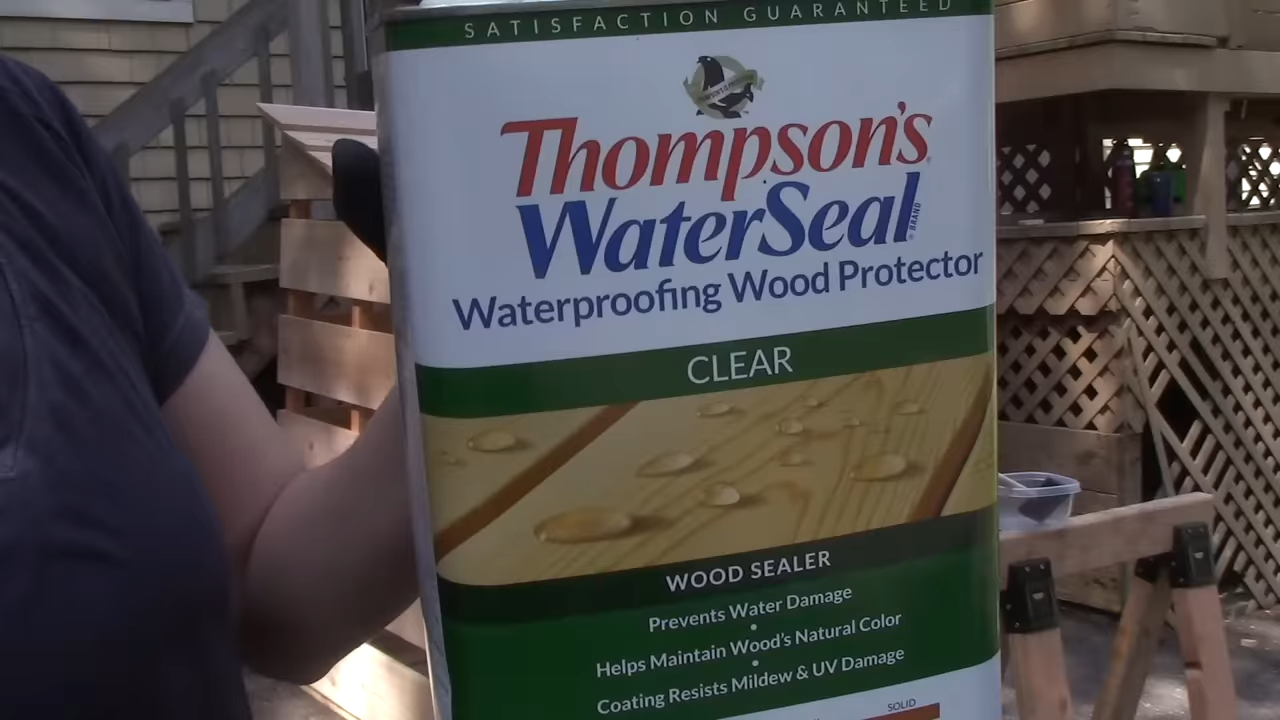 SATISFACTION GUARANTEED
Thompson's
WaterSeal
BRAND
Waterproofing Wood Protector
CLEAR
WOOD SEALER
Prevents Water Damage
•
Helps Maintain Wood's Natural Color
•
Coating Resists Mildew & UV Damage
SOLID